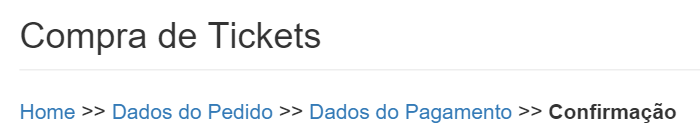 Compra de Tickets
Home >> Dados do Pedido >> Dados do Pagamento >> Confirmação